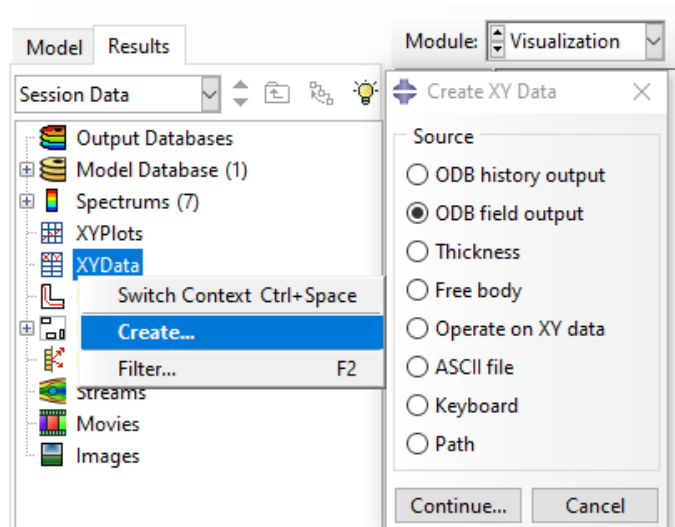 Model Results
Session Data
Output Databases
Model Database (1)
Spectrums (7)
XYPlots
XYData
Switch Context Ctrl+Space
Create...
Filter... F2
Streams
Movies
Images
Module: Visualization
Create XY Data
Source
ODB history output
ODB field output
Thickness
Free body
Operate on XY data
ASCII file
Keyboard
Path
Continue... Cancel